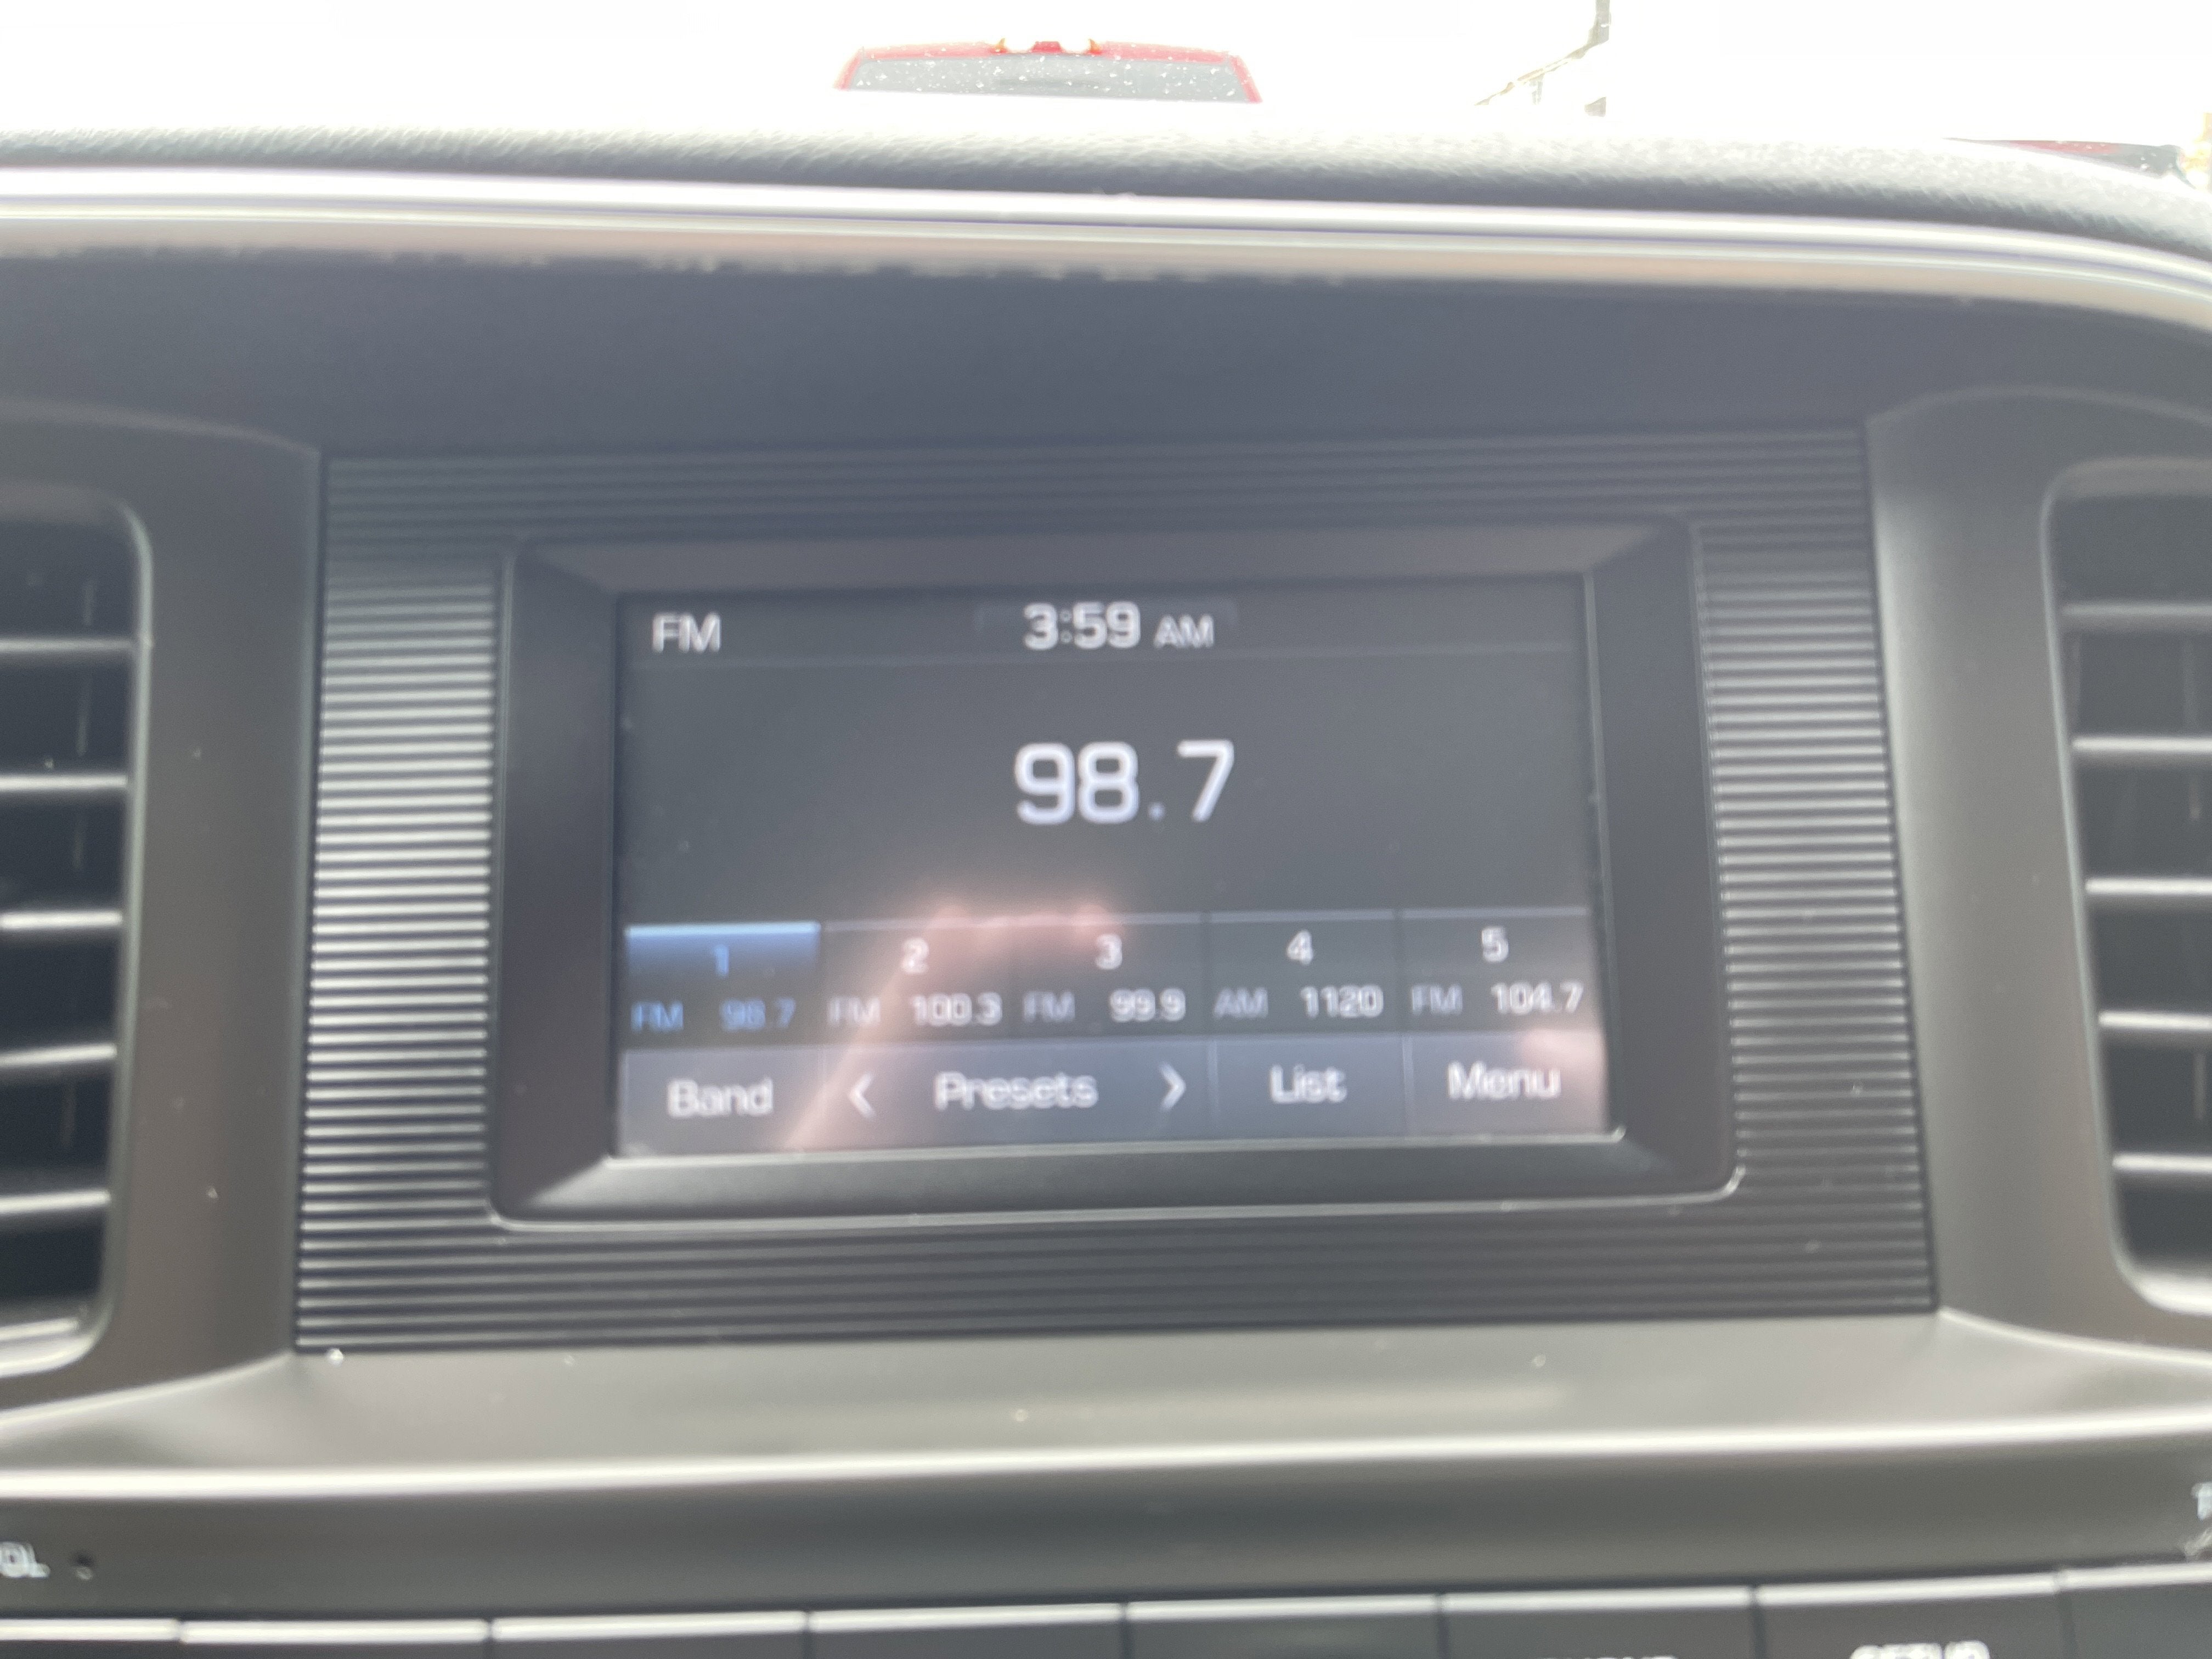 FM 3:59 AM
98.7
1 2 3 4 5
FM 98.7 FM 100.3 FM 99.9 AM 1120 FM 104.7
Band < Presets > List Menu